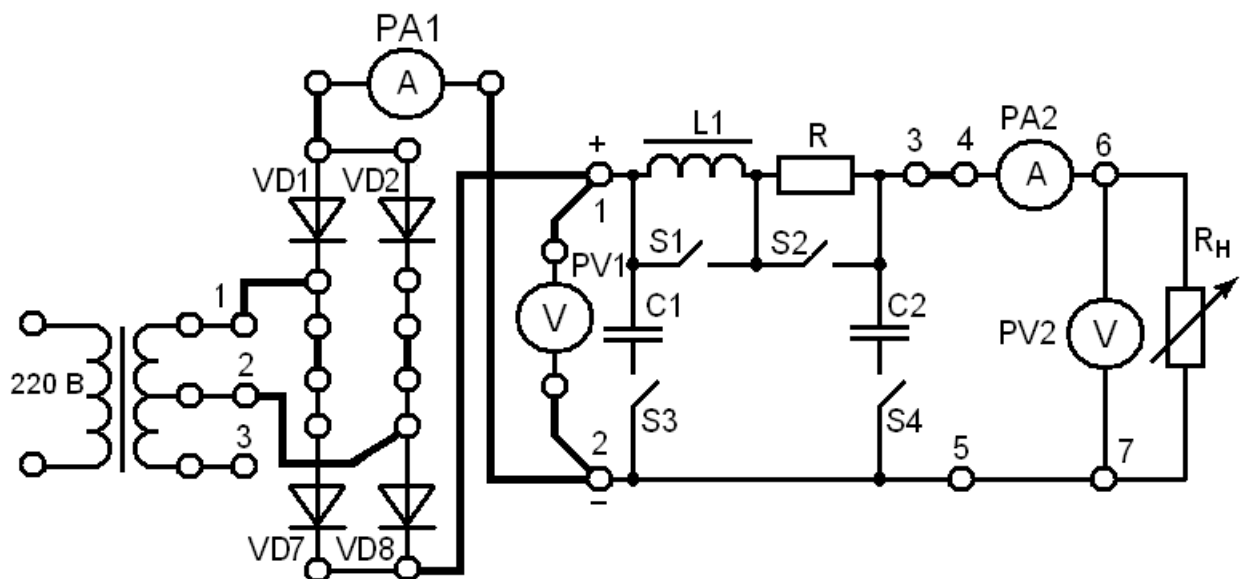 PA1
A
VD1
VD2
1
2
3
220 В
VD7
VD8
+
1
PV1
V
2
–
L1
R
S1
S2
C1
C2
S3
S4
3
4
PA2
A
6
5
7
PV2
V
RН